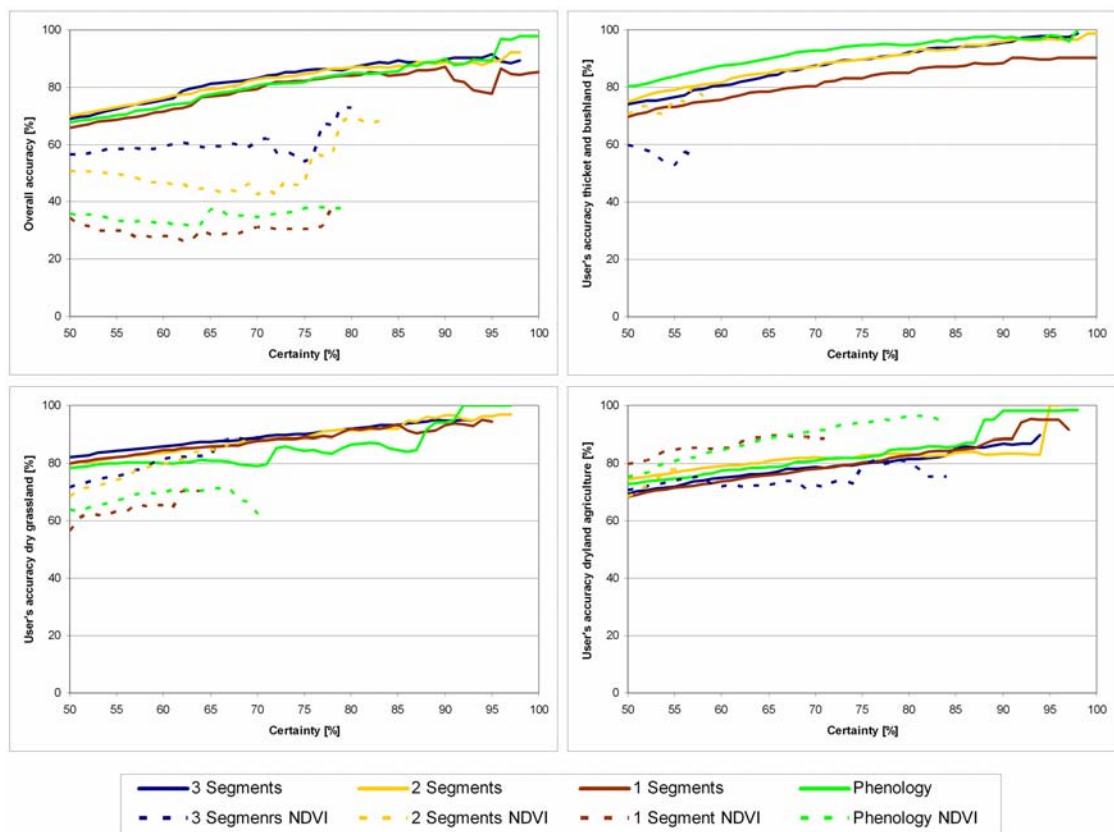 100
80
60
40
20
0
Overall accuracy [%]
50 55 60 65 70 75 80 85 90 95 100
Certainty [%]
100
80
60
40
20
0
User's accuracy thicket and bushland [%]
50 55 60 65 70 75 80 85 90 95 100
Certainty [%]
100
80
60
40
20
0
User's accuracy dry grassland [%]
50 55 60 65 70 75 80 85 90 95 100
Certainty [%]
100
80
60
40
20
0
User's accuracy dryland agriculture [%]
50 55 60 65 70 75 80 85 90 95 100
Certainty [%]
3 Segments 2 Segments 1 Segments Phenology
3 Segmenrs NDVI 2 Segments NDVI 1 Segment NDVI Phenology NDVI